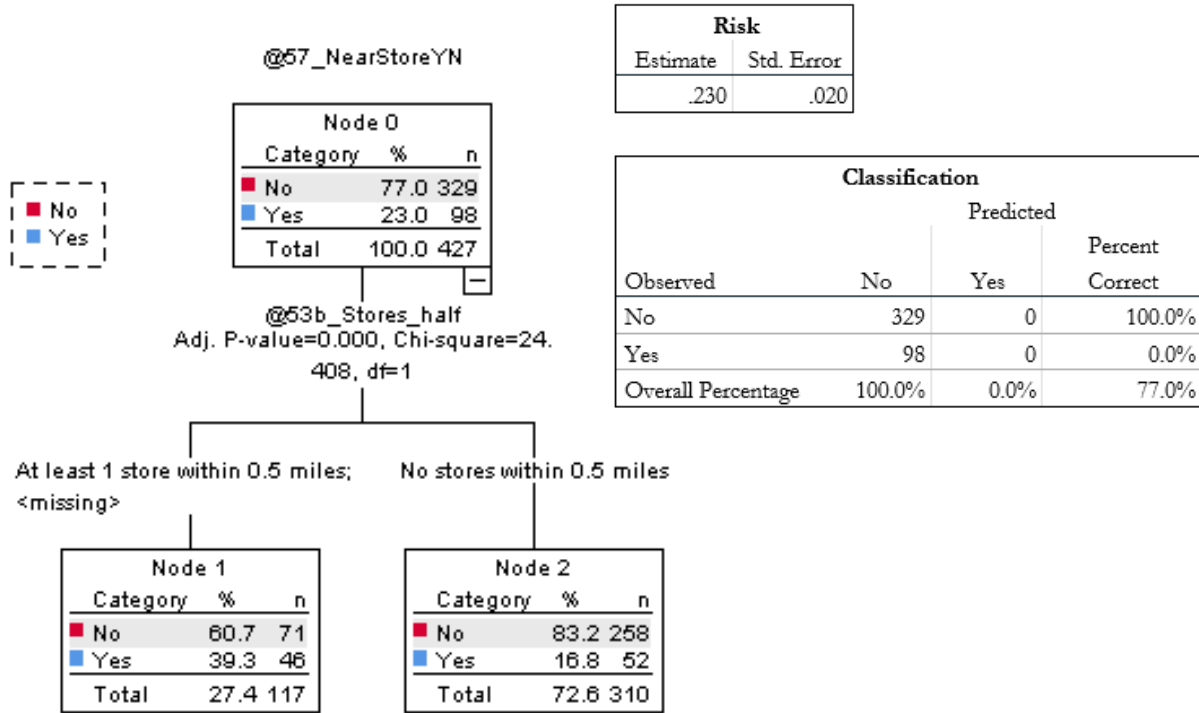 @57_NearStoreYN
Node 0
Category % n
No 77.0 329
Yes 23.0 98
Total 100.0 427
No
Yes
@53b_Stores_half
Adj. P-value=0.000, Chi-square=24.
408, df=1
At least 1 store within 0.5 miles;
<missing>
No stores within 0.5 miles
Node 1
Category % n
No 60.7 71
Yes 39.3 46
Total 27.4 117
Node 2
Category % n
No 83.2 258
Yes 16.8 52
Total 72.6 310
Risk
Estimate Std. Error
.230 .020
Classification
Predicted
Percent
Observed No Yes Correct
No 329 0 100.0%
Yes 98 0 0.0%
Overall Percentage 100.0% 0.0% 77.0%